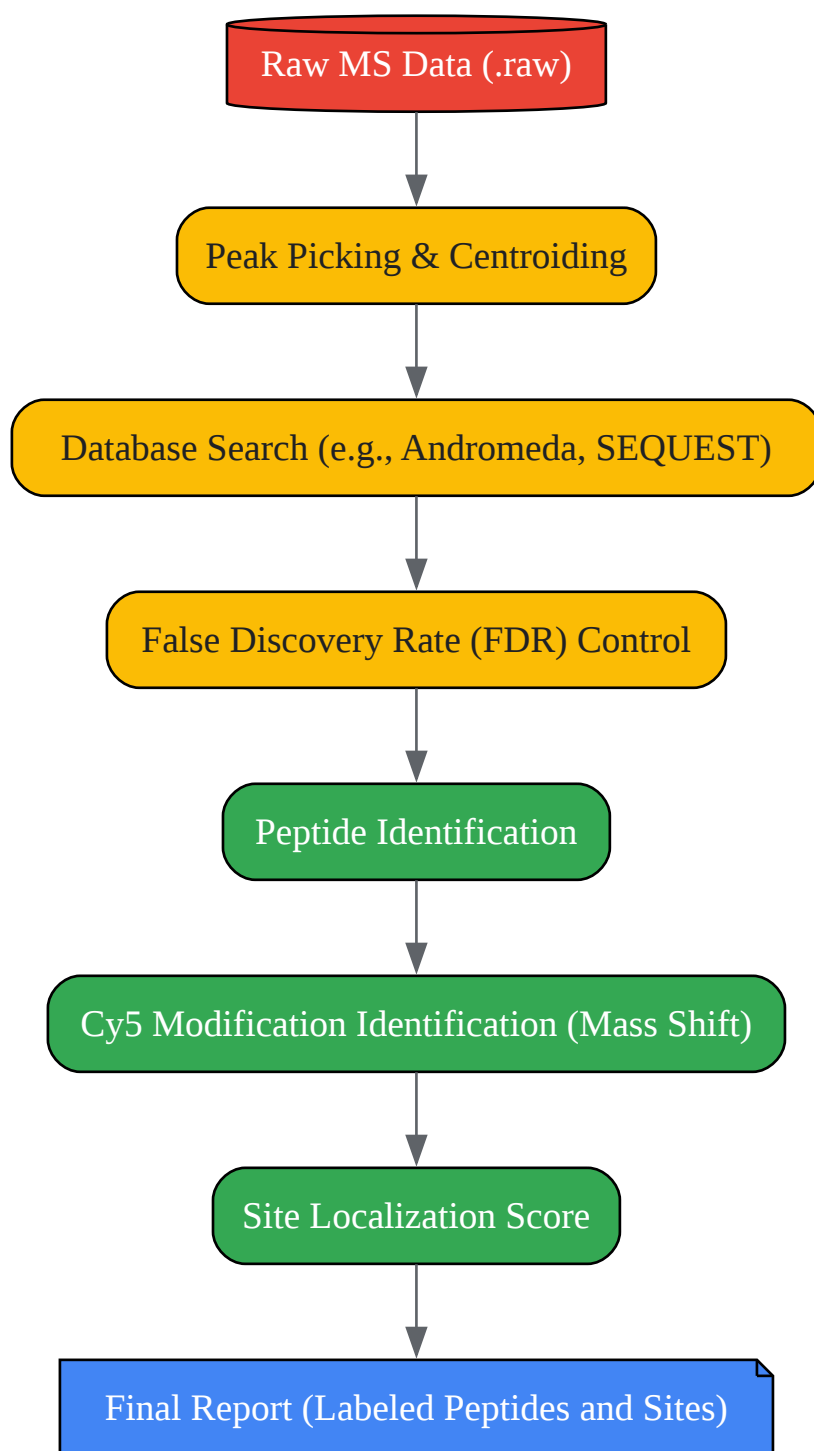 Raw MS Data (.raw)
Peak Picking & Centroiding
Database Search (e.g., Andromeda, SEQUEST)
False Discovery Rate (FDR) Control
Peptide Identification
Cy5 Modification Identification (Mass Shift)
Site Localization Score
Final Report (Labeled Peptides and Sites)